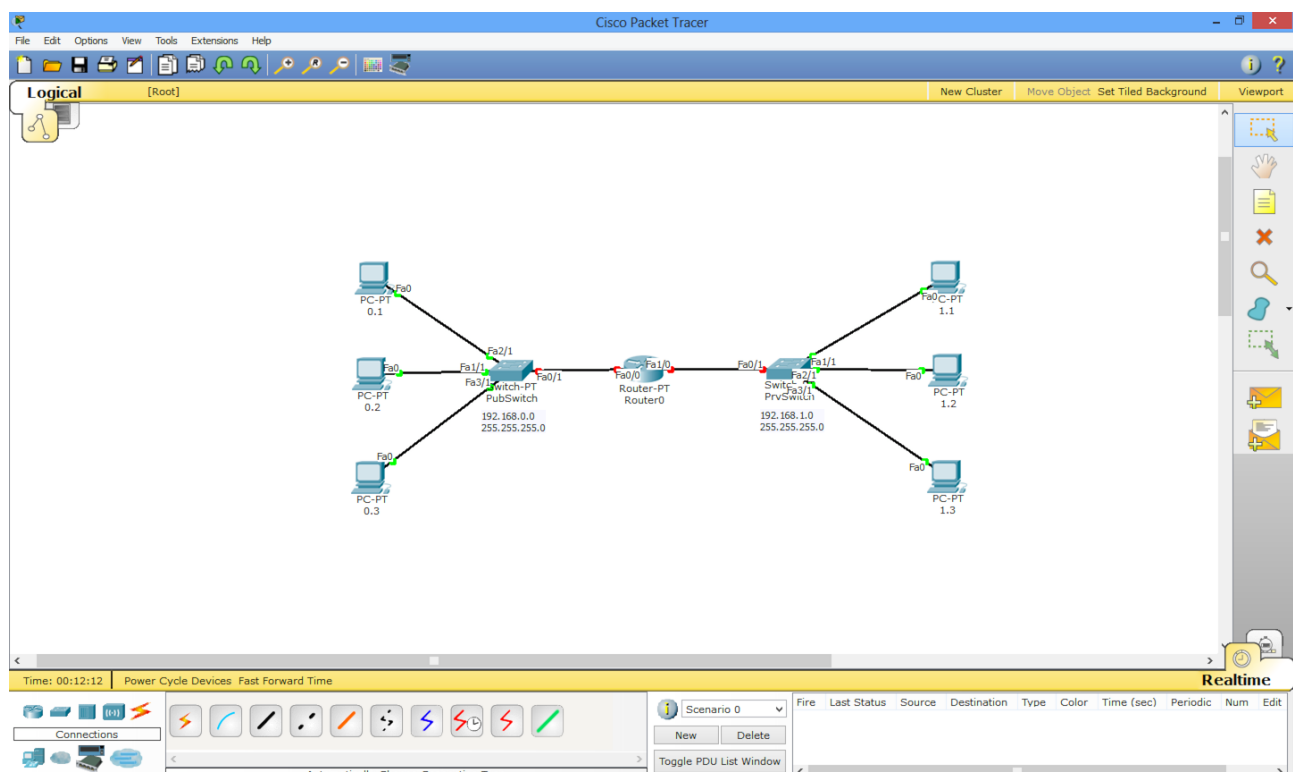 Cisco Packet Tracer
File Edit Options View Tools Extensions Help
Logical [Root] New Cluster Move Object Set Tiled Background Viewport
Fa0
PC-PT
0.1
Fa2/1
Fa0
Fa1/1
Fa3/1
PC-PT
0.2
Fa0/1
PubSwitch
192.168.0.0
255.255.255.0
Fa0
PC-PT
0.3
Fa0/0
Fa1/0
Router-PT
Router0
Fa0/1
Fa1/1
Fa2/1
Fa3/1
PrvSwitch
192.168.1.0
255.255.255.0
Fa0
1.1
Fa0
PC-PT
1.2
Fa0
PC-PT
1.3
Time: 00:12:12 Power Cycle Devices Fast Forward Time Realtime
Connections
Scenario 0
New Delete
Toggle PDU List Window
Fire Last Status Source Destination Type Color Time (sec) Periodic Num Edit